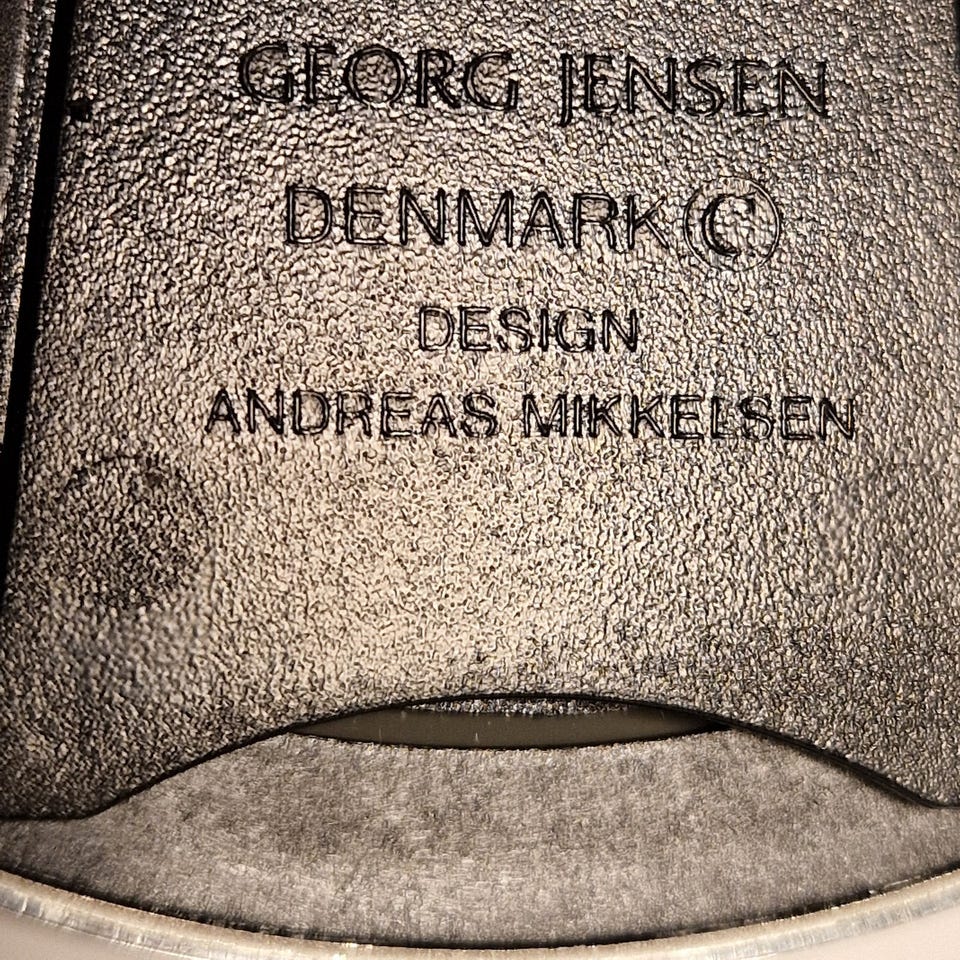 GEORG JENSEN
DENMARK ©
DESIGN
ANDREAS MIKKELSEN